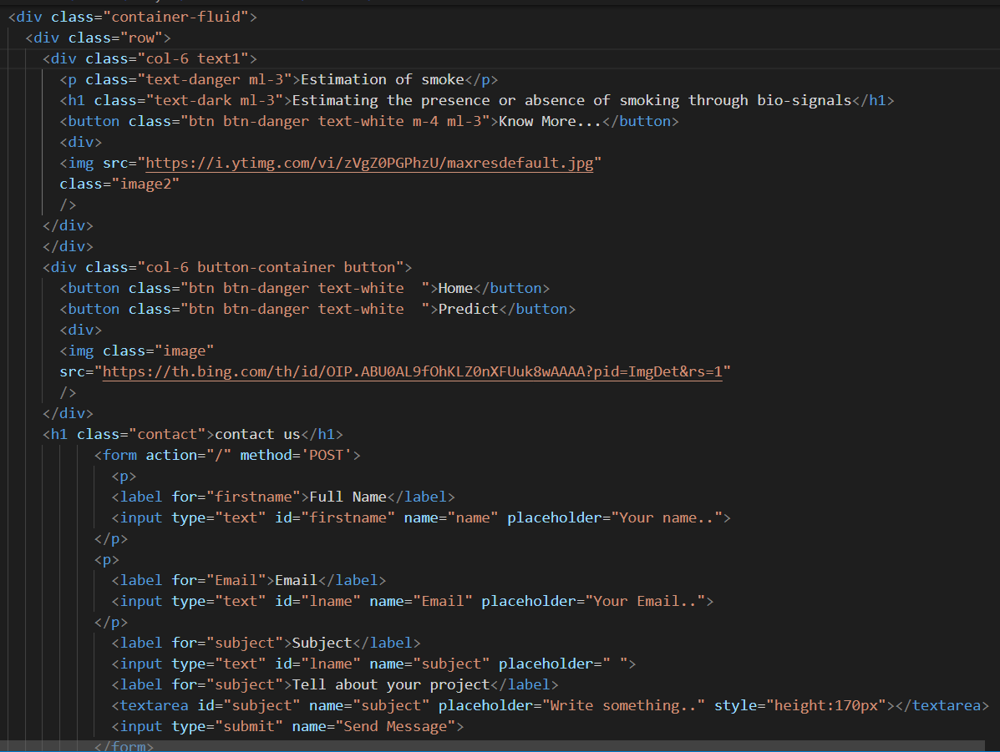 <div class="container-fluid">
<div class="row">
<div class="col-6 text1">
<p class="text-danger ml-3">Estimation of smoke</p>
<h1 class="text-dark ml-3">Estimating the presence or absence of smoking through bio-signals</h1>
<button class="btn btn-danger text-white m-4 ml-3">Know More...</button>
<div>
<img src="https://i.ytimg.com/vi/zVgZ0PGPhzU/maxresdefault.jpg"
class="image2"
/>
</div>
</div>
<div class="col-6 button-container button">
<button class="btn btn-danger text-white  ">Home</button>
<button class="btn btn-danger text-white  ">Predict</button>
<div>
<img class="image"
src="https://th.bing.com/th/id/OIP.ABU0AL9fOhKLZ0nXFUuk8wAAAA?pid=ImgDet&rs=1"
/>
</div>
<h1 class="contact">contact us</h1>
<form action="/" method='POST'>
<p>
<label for="firstname">Full Name</label>
<input type="text" id="firstname" name="name" placeholder="Your name..">
</p>
<p>
<label for="Email">Email</label>
<input type="text" id="lname" name="Email" placeholder="Your Email..">
</p>
<label for="subject">Subject</label>
<input type="text" id="lname" name="subject" placeholder=" ">
<label for="subject">Tell about your project</label>
<textarea id="subject" name="subject" placeholder="Write something.." style="height:170px"></textarea>
<input type="submit" name="Send Message">
</form>